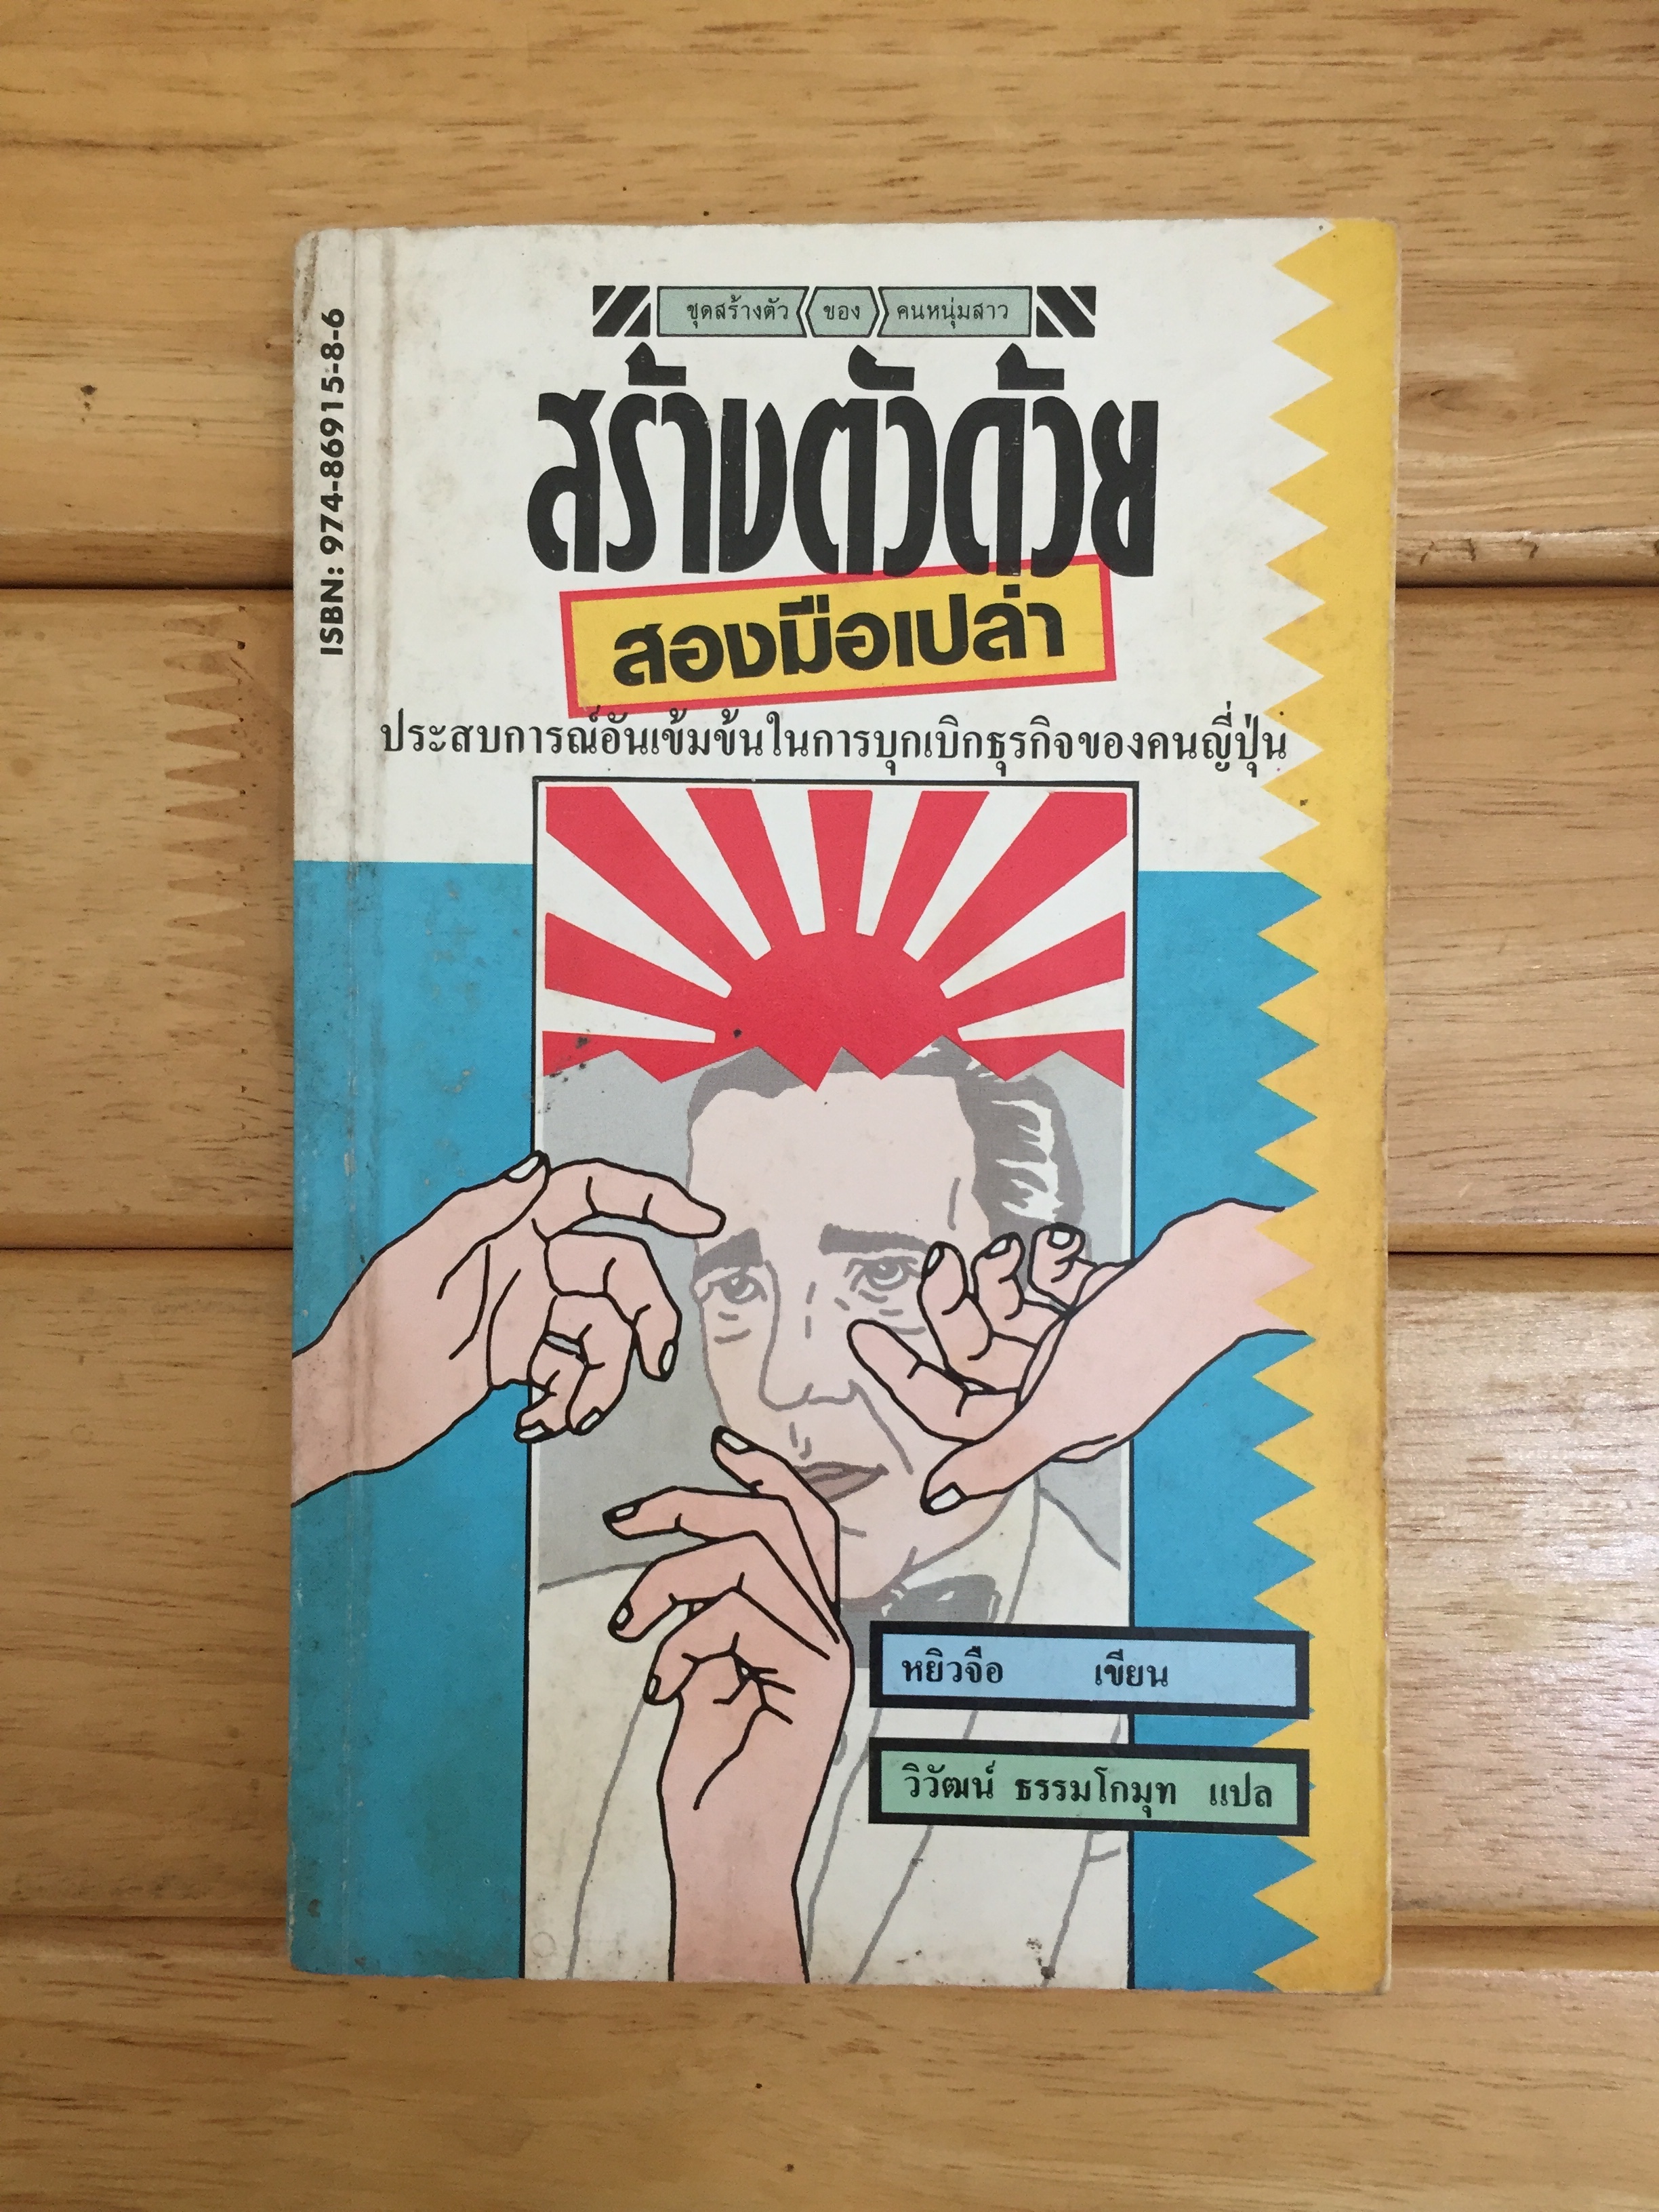 ISBN: 974-86915-8-6
ชุดสร้างตัว ของ คนหนุ่มสาว
สร้างตัวด้วย
สองมือเปล่า
ประสบการณ์อันเข้มข้นในการบุกเบิกธุรกิจของคนญี่ปุ่น
หยิวจือ เขียน
วิวัฒน์ ธรรมโกมุท แปล